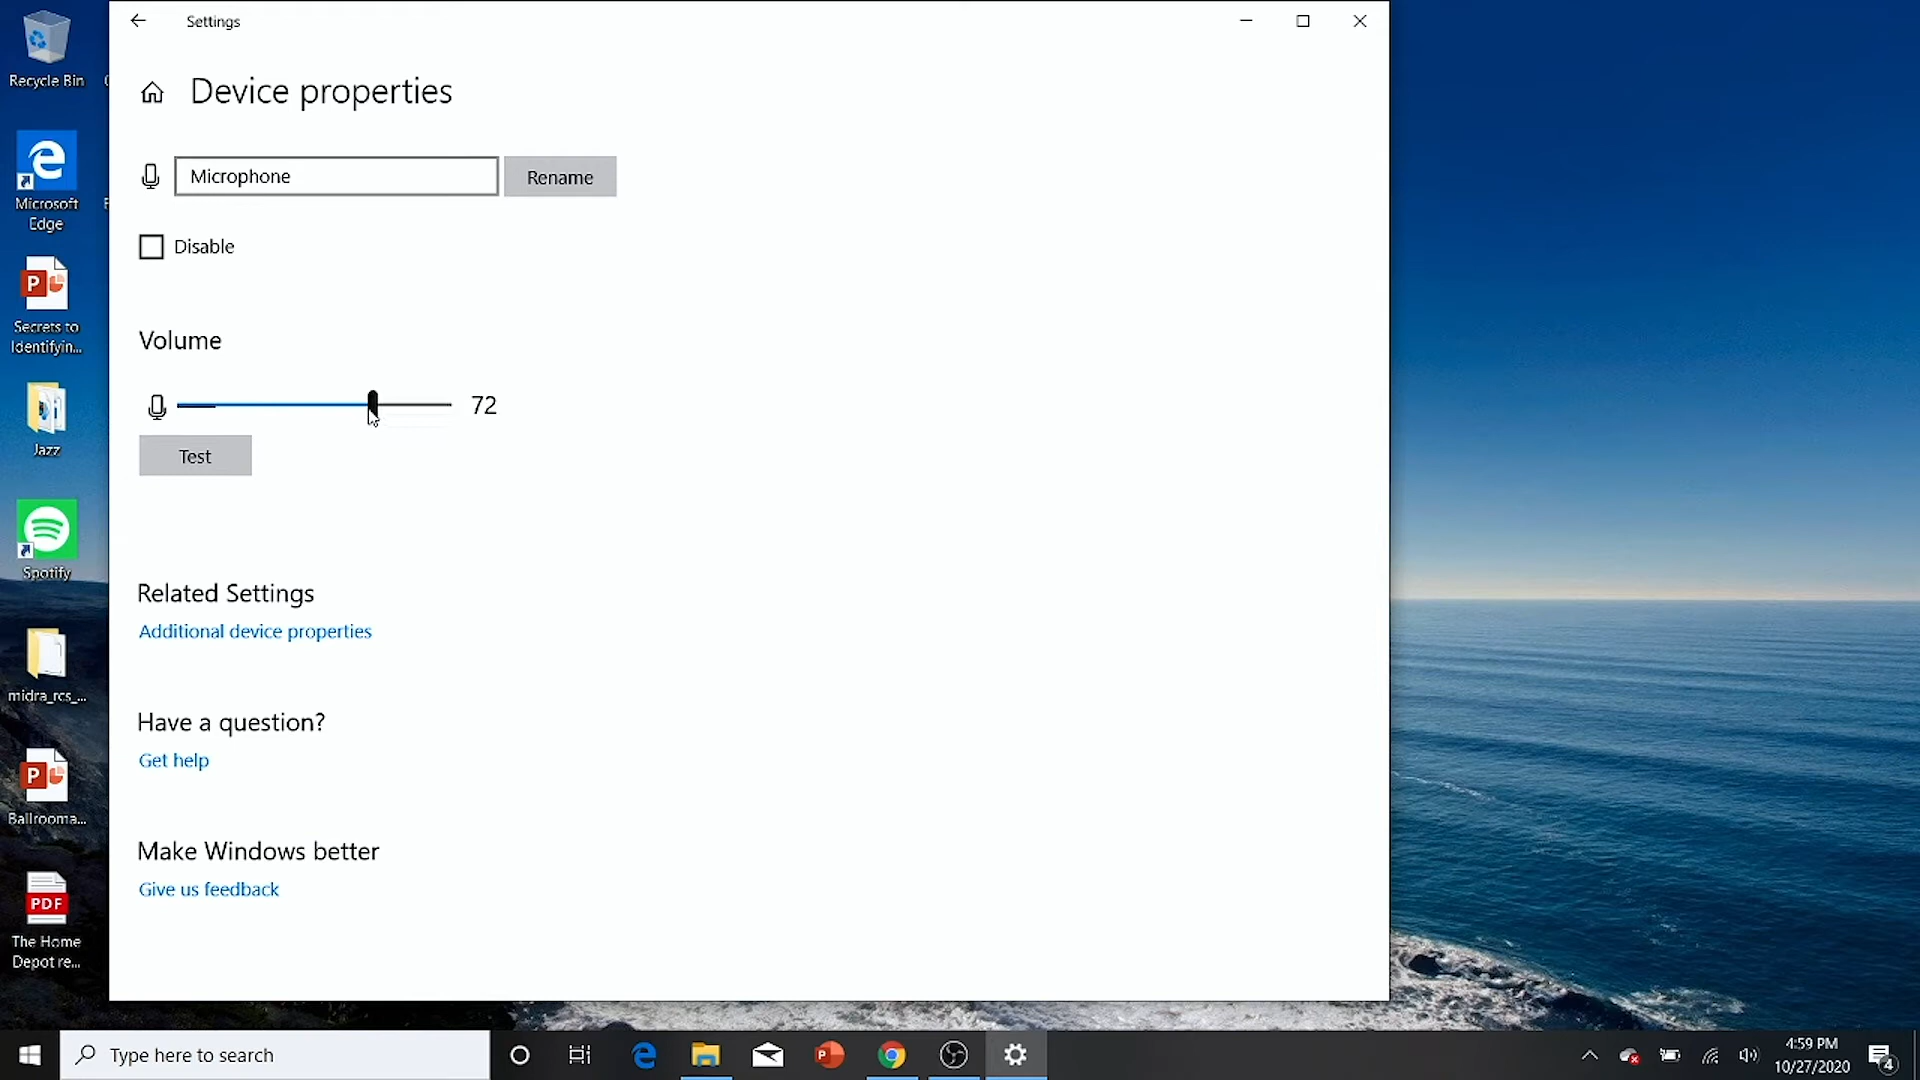 Settings
Device properties
Microphone
Rename
Disable
Volume
72
Test
Related Settings
Additional device properties
Have a question?
Get help
Make Windows better
Give us feedback
Recycle Bin
Microsoft
Edge
Secrets to
Identifyin...
Jazz
Spotify
midra_rcs_...
Ballrooma...
PDF
The Home
Depot re...
Type here to search
4:59 PM
10/27/2020
4